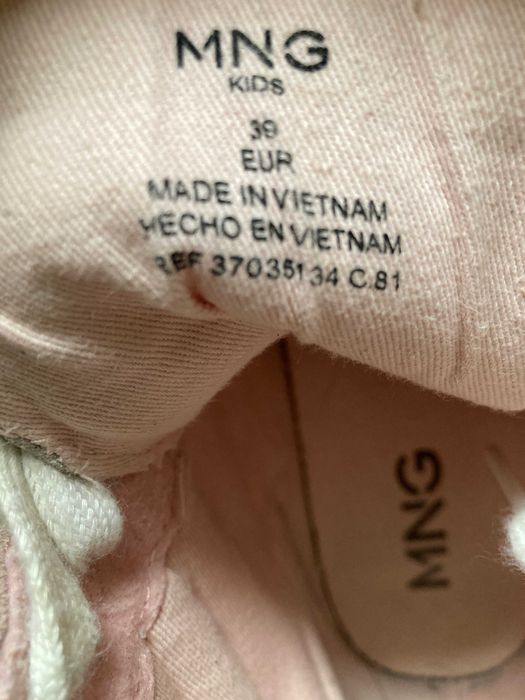 MNG
KIDS
39
EUR
MADE IN VIETNAM
HECHO EN VIETNAM
REF 37035134 C.81
MNG